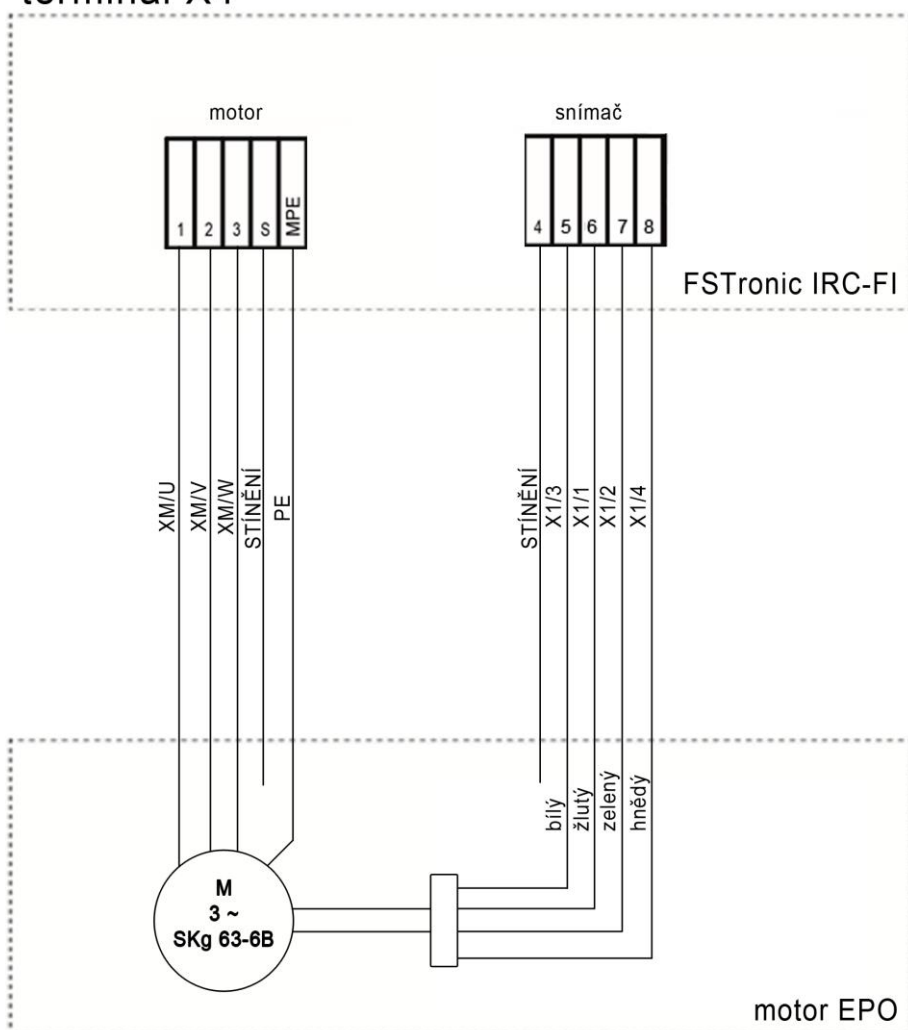 motor
snímač
1 2 3 S MPE
4 5 6 7 8
FSTronic IRC-FI
XM/U
XM/V
XM/W
STÍNĚNÍ
PE
STÍNĚNÍ
X1/3
X1/1
X1/2
X1/4
bílý
žlutý
zelený
hnědý
M
3 ~
SKg 63-6B
motor EPO